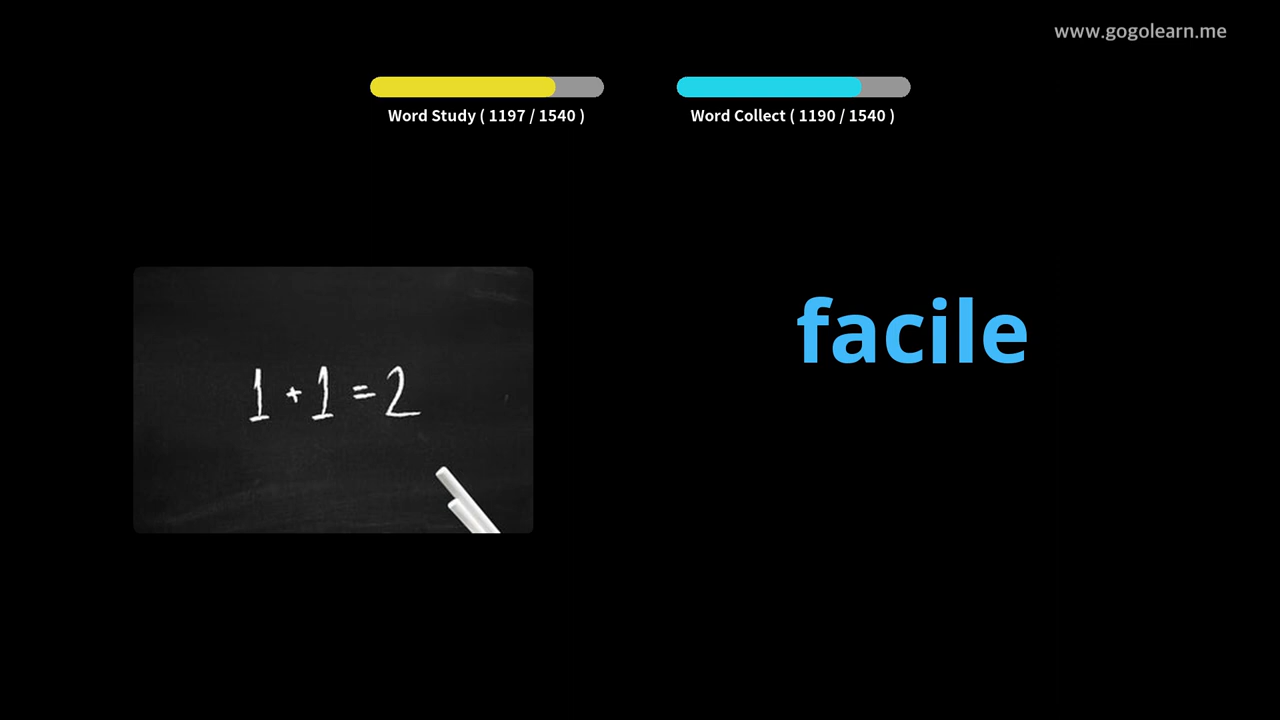 www.gogolearn.me
Word Study ( 1197 / 1540 )
Word Collect ( 1190 / 1540 )
1 + 1 = 2
facile